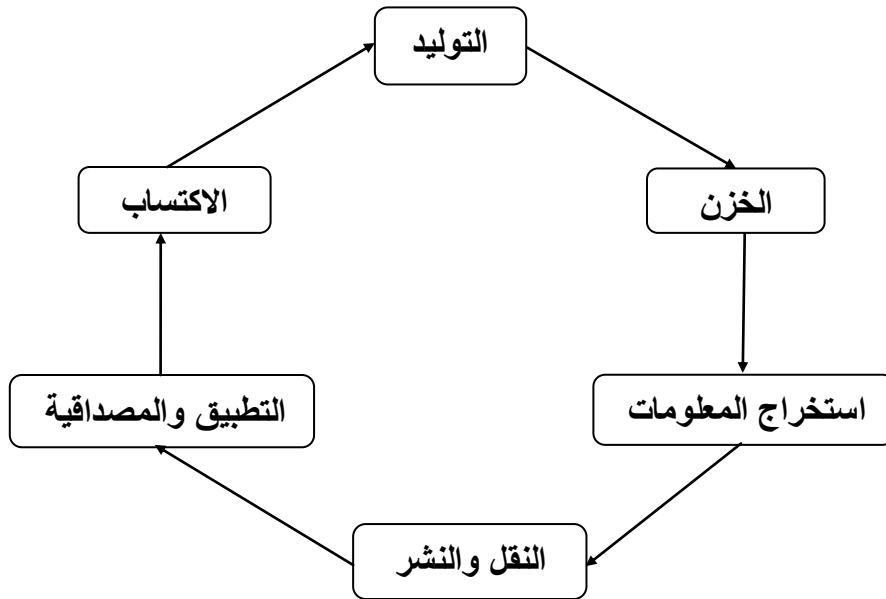 التوليد
الخزن
استخراج المعلومات
النقل والنشر
التطبيق والمصداقية
الاكتساب